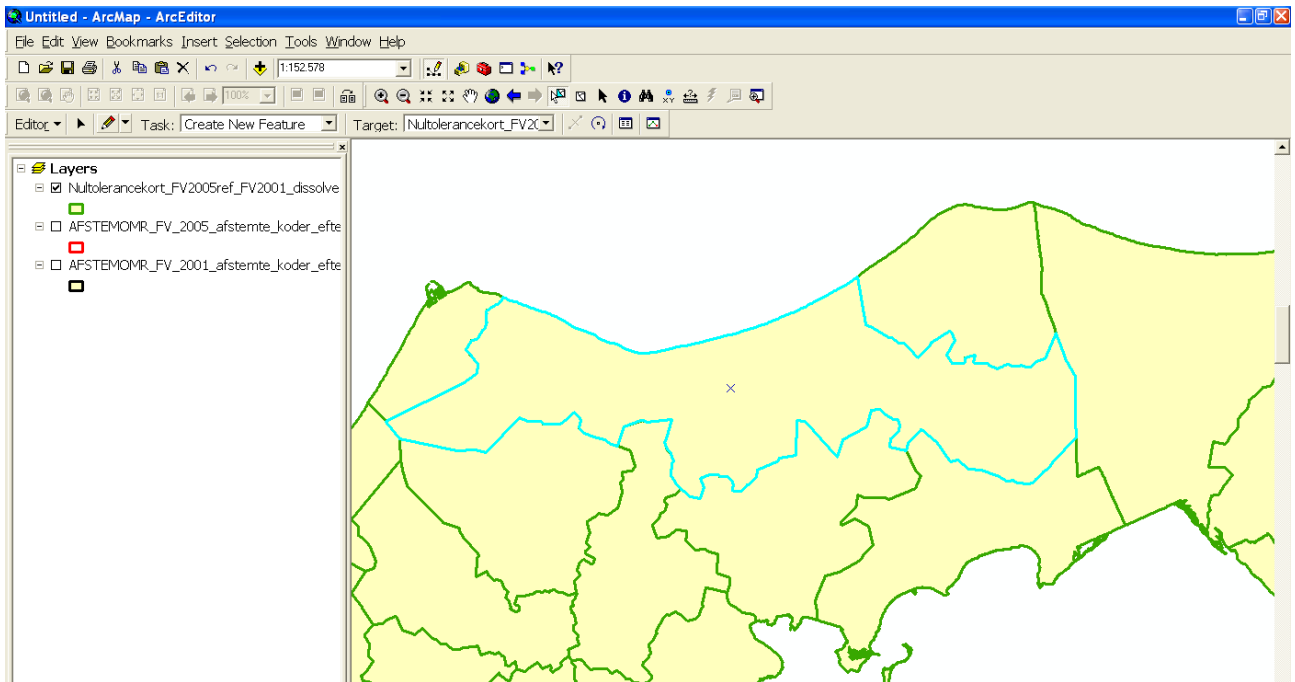 Untitled - ArcMap - ArcEditor
File Edit View Bookmarks Insert Selection Tools Window Help
1:152.578
100%
Editor Task: Create New Feature Target: Nultolerancekort_FV20
Layers
Nultolerancekort_FV2005ref_FV2001_dissolve
AFSTEMOMR_FV_2005_afstemte_koder_efte
AFSTEMOMR_FV_2001_afstemte_koder_efte